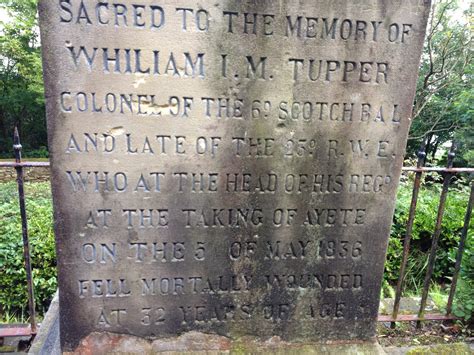 SACRED TO THE MEMORY OF
WHILIAM I.M. TUPPER
COLONEL OF THE 6º SCOTCH BAL
AND LATE OF THE 23º R.W.F.
WHO AT THE HEAD OF HIS REGº
AT THE TAKING OF AYETE
ON THE 5 OF MAY 1836
FELL MORTALLY WOUNDED
AT 32 YEARS OF AGE